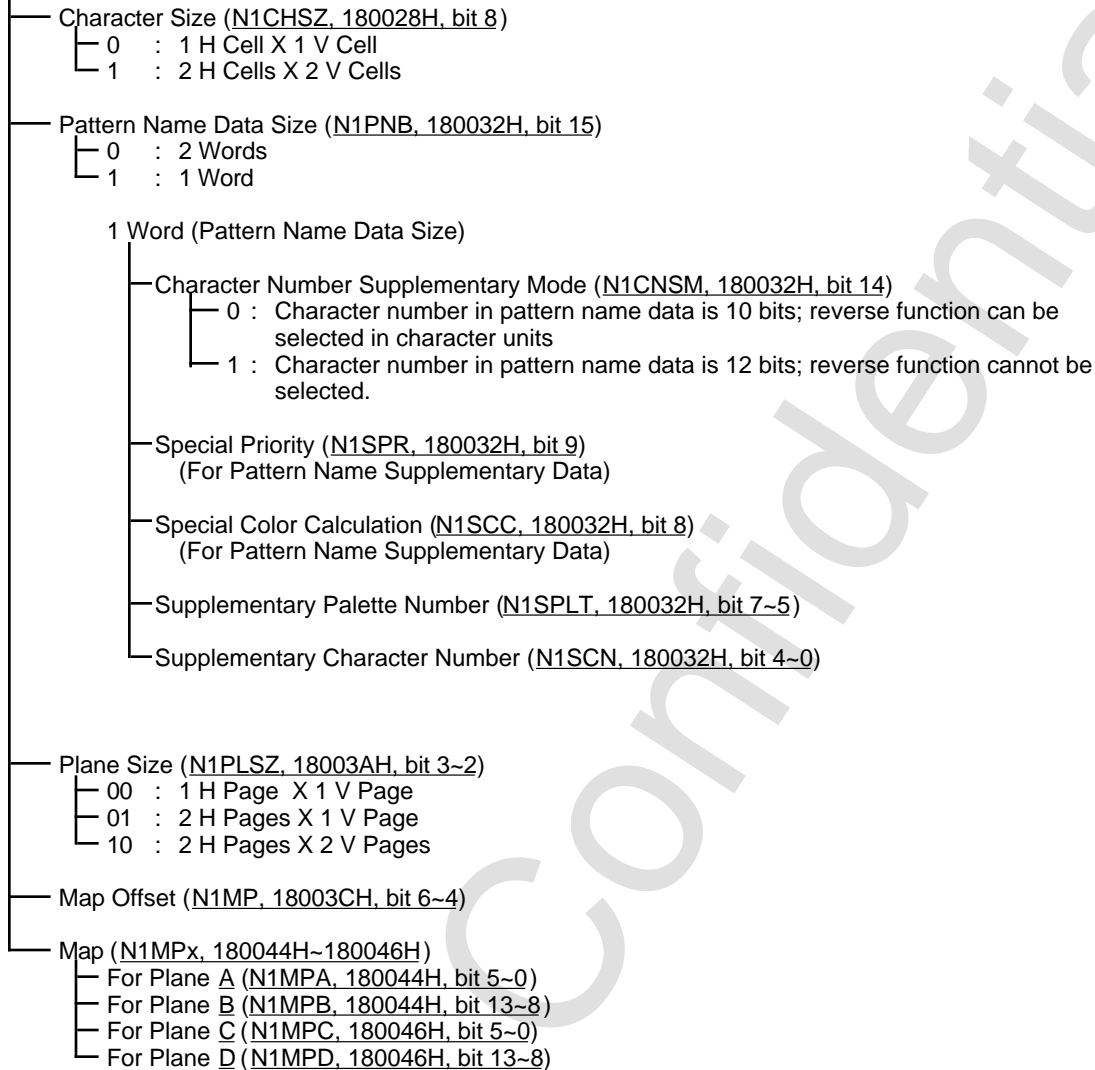 Character Size (N1CHSZ, 180028H, bit 8)
0 : 1 H Cell X 1 V Cell
1 : 2 H Cells X 2 V Cells
Pattern Name Data Size (N1PNB, 180032H, bit 15)
0 : 2 Words
1 : 1 Word
1 Word (Pattern Name Data Size)
Character Number Supplementary Mode (N1CNSM, 180032H, bit 14)
0 : Character number in pattern name data is 10 bits; reverse function can be
selected in character units
1 : Character number in pattern name data is 12 bits; reverse function cannot be
selected.
Special Priority (N1SPR, 180032H, bit 9)
(For Pattern Name Supplementary Data)
Special Color Calculation (N1SCC, 180032H, bit 8)
(For Pattern Name Supplementary Data)
Supplementary Palette Number (N1SPLT, 180032H, bit 7~5)
Supplementary Character Number (N1SCN, 180032H, bit 4~0)
Plane Size (N1PLSZ, 18003AH, bit 3~2)
00 : 1 H Page X 1 V Page
01 : 2 H Pages X 1 V Page
10 : 2 H Pages X 2 V Pages
Map Offset (N1MP, 18003CH, bit 6~4)
Map (N1MPx, 180044H~180046H)
For Plane A (N1MPA, 180044H, bit 5~0)
For Plane B (N1MPB, 180044H, bit 13~8)
For Plane C (N1MPC, 180046H, bit 5~0)
For Plane D (N1MPD, 180046H, bit 13~8)
Confidentia